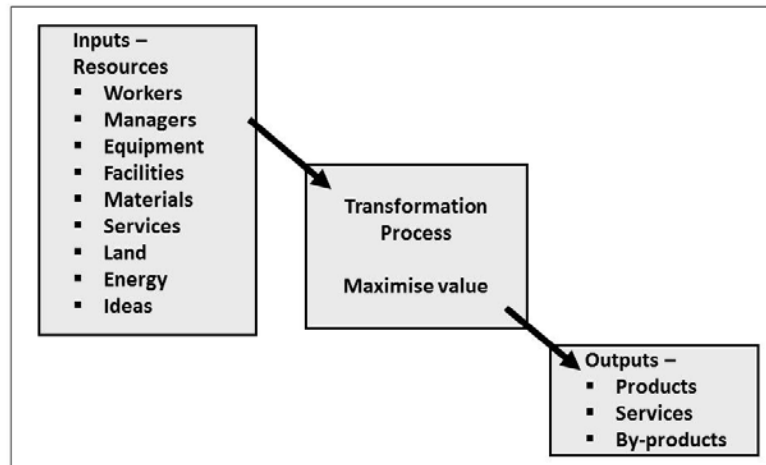 Inputs –
Resources
▪ Workers
▪ Managers
▪ Equipment
▪ Facilities
▪ Materials
▪ Services
▪ Land
▪ Energy
▪ Ideas
Transformation
Process
Maximise value
Outputs –
▪ Products
▪ Services
▪ By-products